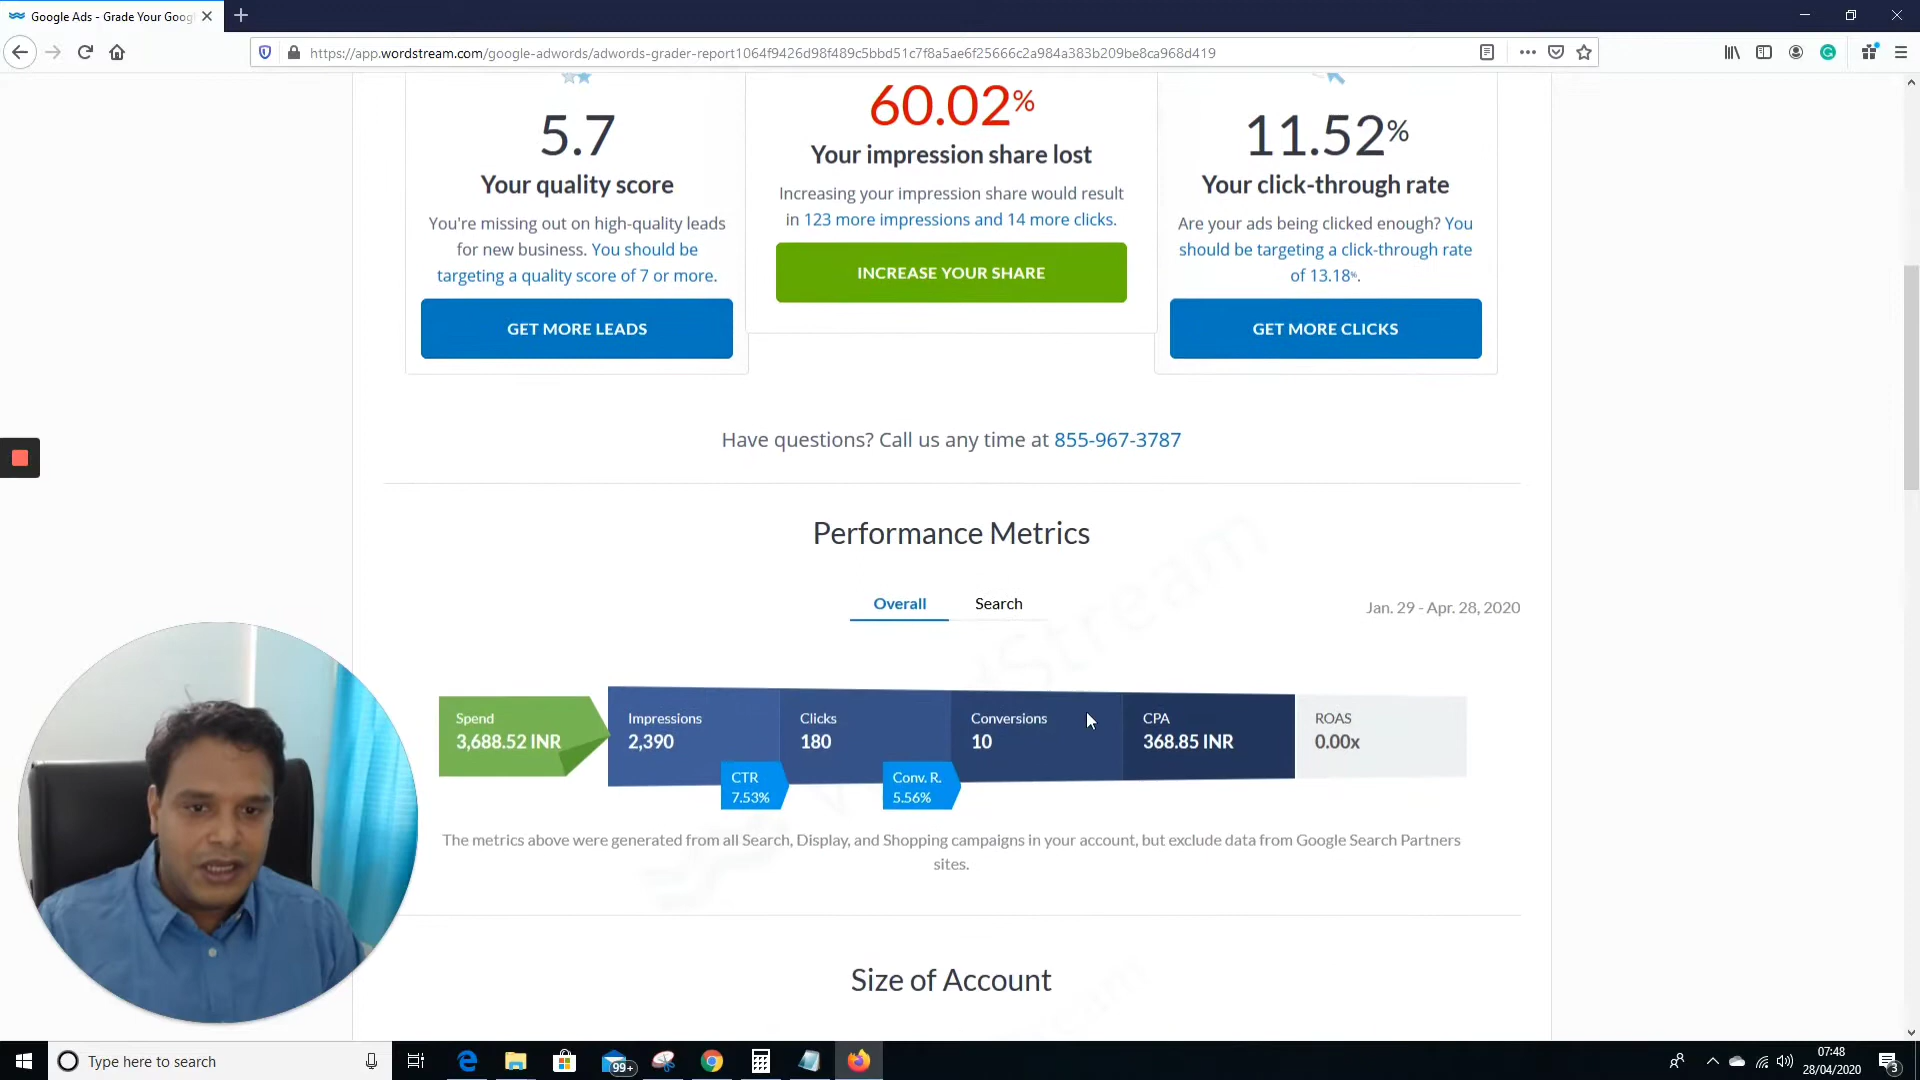 Google Ads - Grade Your Goog
https://app.wordstream.com/google-adwords/adwords-grader-report1064f9426d98f489c5bbd51c7f8a5ae6f25666c2a984a383b209be8ca968d419
5.7
Your quality score
You're missing out on high-quality leads
for new business. You should be
targeting a quality score of 7 or more.
GET MORE LEADS
60.02%
Your impression share lost
Increasing your impression share would result
in 123 more impressions and 14 more clicks.
INCREASE YOUR SHARE
11.52%
Your click-through rate
Are your ads being clicked enough? You
should be targeting a click-through rate
of 13.18%.
GET MORE CLICKS
Have questions? Call us any time at 855-967-3787
Performance Metrics
Overall Search
Jan. 29 - Apr. 28, 2020
Spend
3,688.52 INR
Impressions
2,390
CTR
7.53%
Clicks
180
Conv. R.
5.56%
Conversions
10
CPA
368.85 INR
ROAS
0.00x
The metrics above were generated from all Search, Display, and Shopping campaigns in your account, but exclude data from Google Search Partners
sites.
Size of Account
Type here to search
99+
07:48
28/04/2020
3